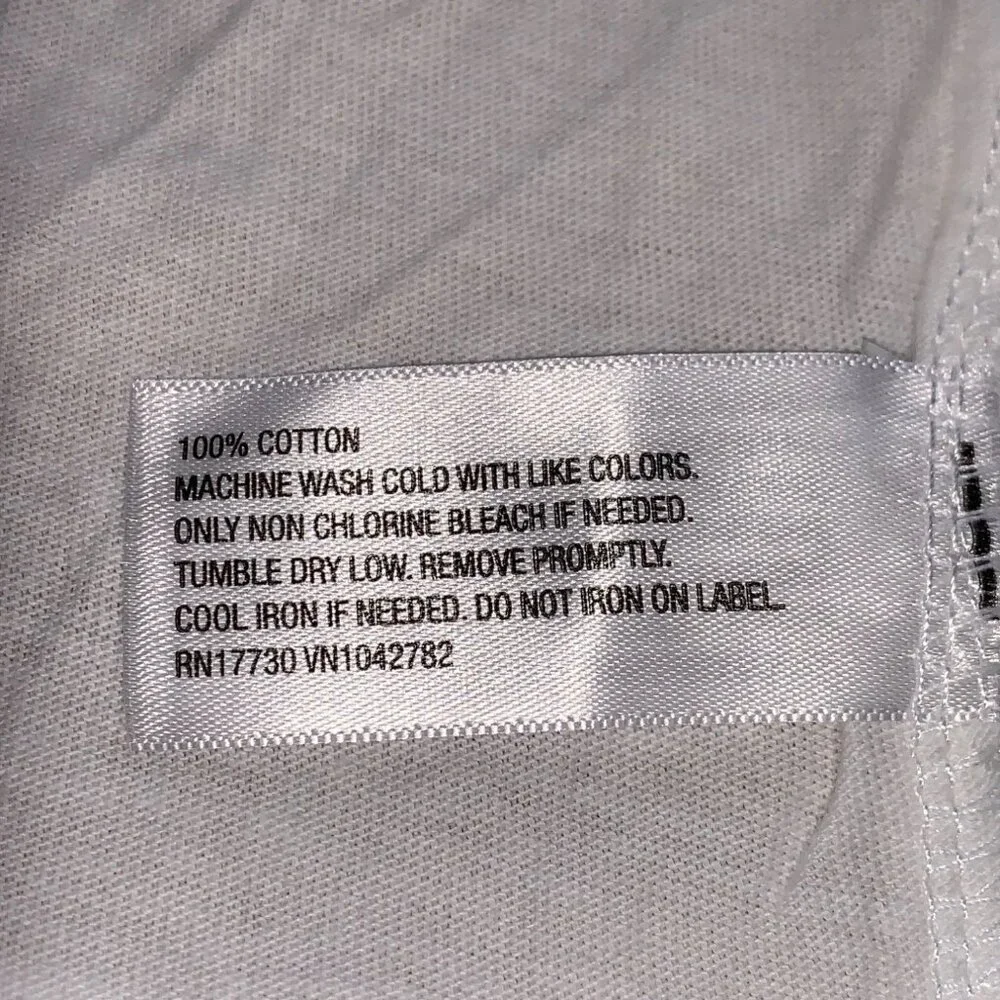 100% COTTON
MACHINE WASH COLD WITH LIKE COLORS.
ONLY NON CHLORINE BLEACH IF NEEDED.
TUMBLE DRY LOW. REMOVE PROMPTLY.
COOL IRON IF NEEDED. DO NOT IRON ON LABEL.
RN17730 VN1042782